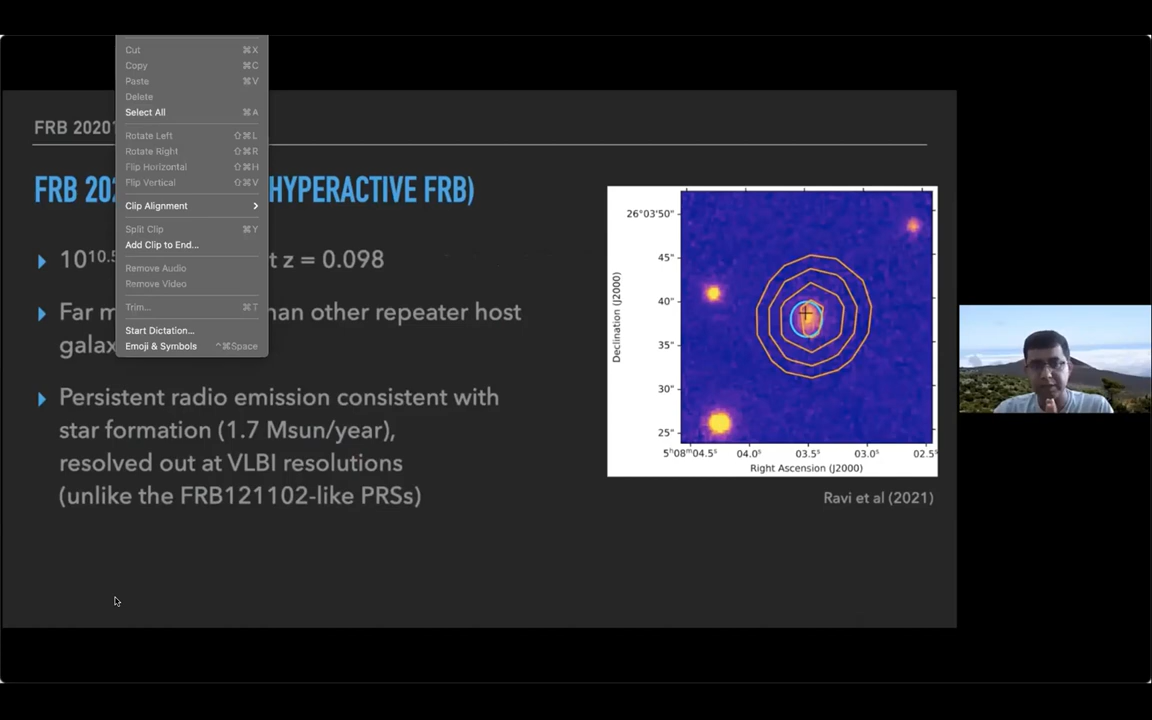 Cut ⌘X
Copy ⌘C
Paste ⌘V
Delete
Select All ⌘A
Rotate Left ⇧⌘L
Rotate Right ⇧⌘R
Flip Horizontal ⇧⌘H
Flip Vertical ⇧⌘V
Clip Alignment >
Split Clip ⌘Y
Add Clip to End...
Remove Audio
Remove Video
Trim... ⌘T
Start Dictation...
Emoji & Symbols ^⌘Space
FRB 2020
FRB 20 HYPERACTIVE FRB)
10^10.5 t z = 0.098
Far m han other repeater host
galax
Persistent radio emission consistent with
star formation (1.7 Msun/year),
resolved out at VLBI resolutions
(unlike the FRB121102-like PRSs)
26°03'50"
45"
40"
35"
30"
25"
Declination (J2000)
5ʰ08ᵐ04.5ˢ 04.0ˢ 03.5ˢ 03.0ˢ 02.5ˢ
Right Ascension (J2000)
Ravi et al (2021)